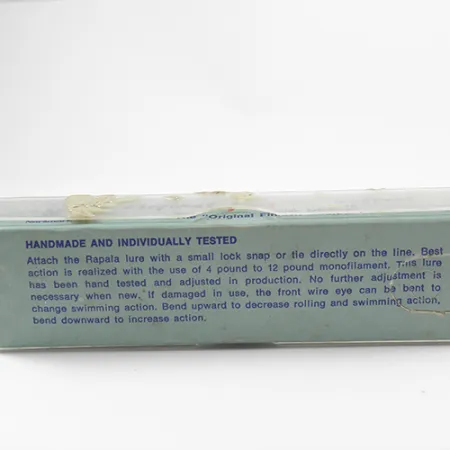 "Original Fin
HANDMADE AND INDIVIDUALLY TESTED
Attach the Rapala lure with a small lock snap or tie directly on the line. Best
action is realized with the use of 4 pound to 12 pound monofilament. This lure
has been hand tested and adjusted in production. No further adjustment is
necessary when new. If damaged in use, the front wire eye can be bent to
change swimming action. Bend upward to decrease rolling and swimming action,
bend downward to increase action.